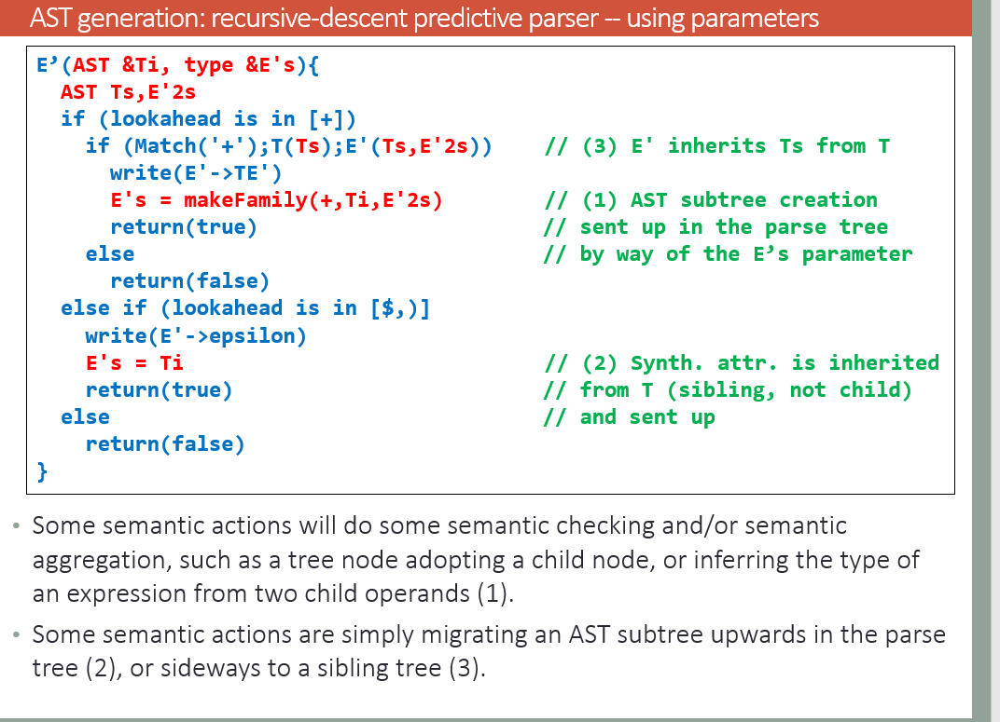 AST generation: recursive-descent predictive parser -- using parameters
E’(AST &Ti, type &E's){
AST Ts,E'2s
if (lookahead is in [+])
if (Match('+');T(Ts);E'(Ts,E'2s)) // (3) E' inherits Ts from T
write(E'->TE')
E's = makeFamily(+,Ti,E'2s) // (1) AST subtree creation
return(true) // sent up in the parse tree
else // by way of the E’s parameter
return(false)
else if (lookahead is in [$,)]
write(E'->epsilon)
E's = Ti // (2) Synth. attr. is inherited
return(true) // from T (sibling, not child)
else // and sent up
return(false)
}
• Some semantic actions will do some semantic checking and/or semantic
aggregation, such as a tree node adopting a child node, or inferring the type of
an expression from two child operands (1).
• Some semantic actions are simply migrating an AST subtree upwards in the parse
tree (2), or sideways to a sibling tree (3).